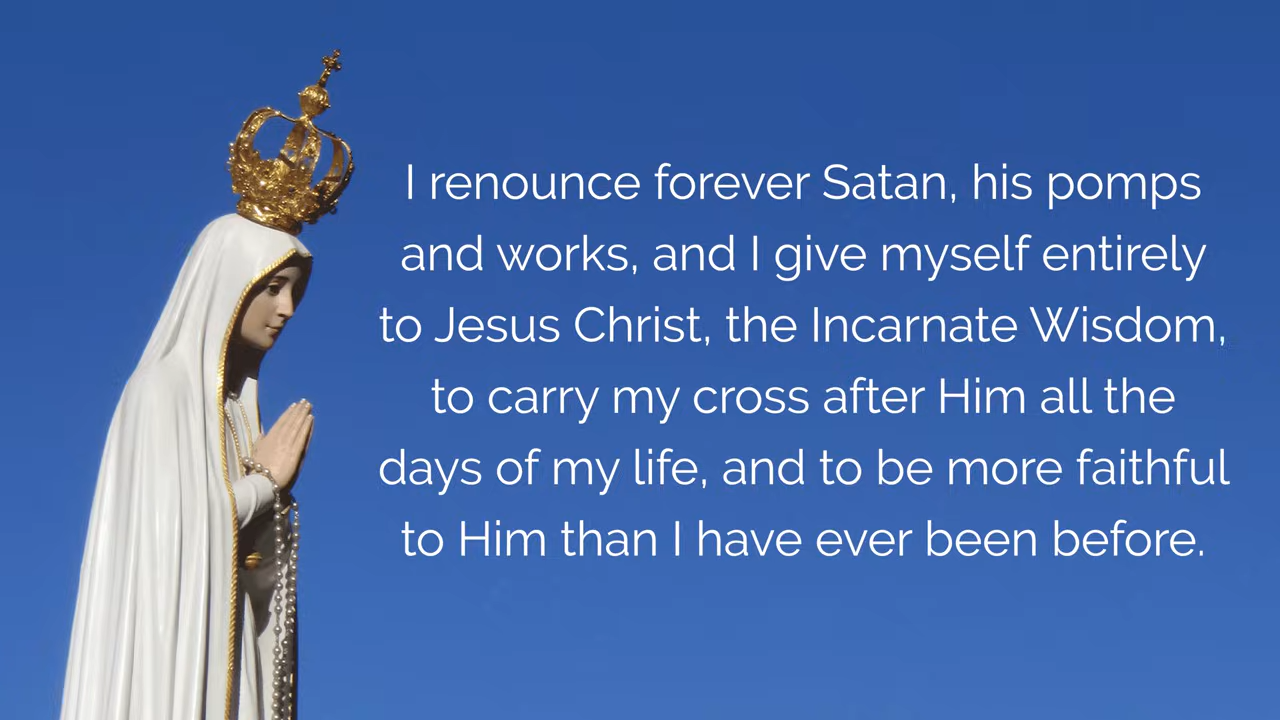 I renounce forever Satan, his pomps
and works, and I give myself entirely
to Jesus Christ, the Incarnate Wisdom,
to carry my cross after Him all the
days of my life, and to be more faithful
to Him than I have ever been before.